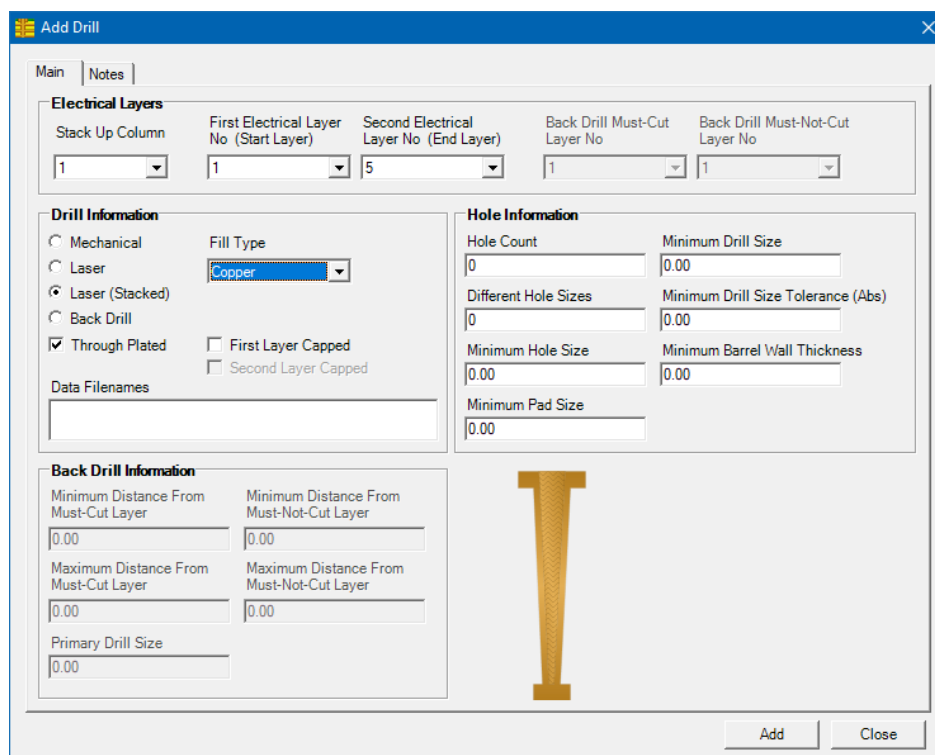 Add Drill
Main
Notes
Electrical Layers
Stack Up Column
First Electrical Layer
No (Start Layer)
Second Electrical
Layer No (End Layer)
Back Drill Must-Cut
Layer No
Back Drill Must-Not-Cut
Layer No
1
1
5
1
1
Drill Information
Mechanical
Laser
Laser (Stacked)
Back Drill
Through Plated
Fill Type
Copper
First Layer Capped
Second Layer Capped
Data Filenames
Hole Information
Hole Count
0
Minimum Drill Size
0.00
Different Hole Sizes
0
Minimum Drill Size Tolerance (Abs)
0.00
Minimum Hole Size
0.00
Minimum Barrel Wall Thickness
0.00
Minimum Pad Size
0.00
Back Drill Information
Minimum Distance From
Must-Cut Layer
0.00
Minimum Distance From
Must-Not-Cut Layer
0.00
Maximum Distance From
Must-Cut Layer
0.00
Maximum Distance From
Must-Not-Cut Layer
0.00
Primary Drill Size
0.00
Add
Close